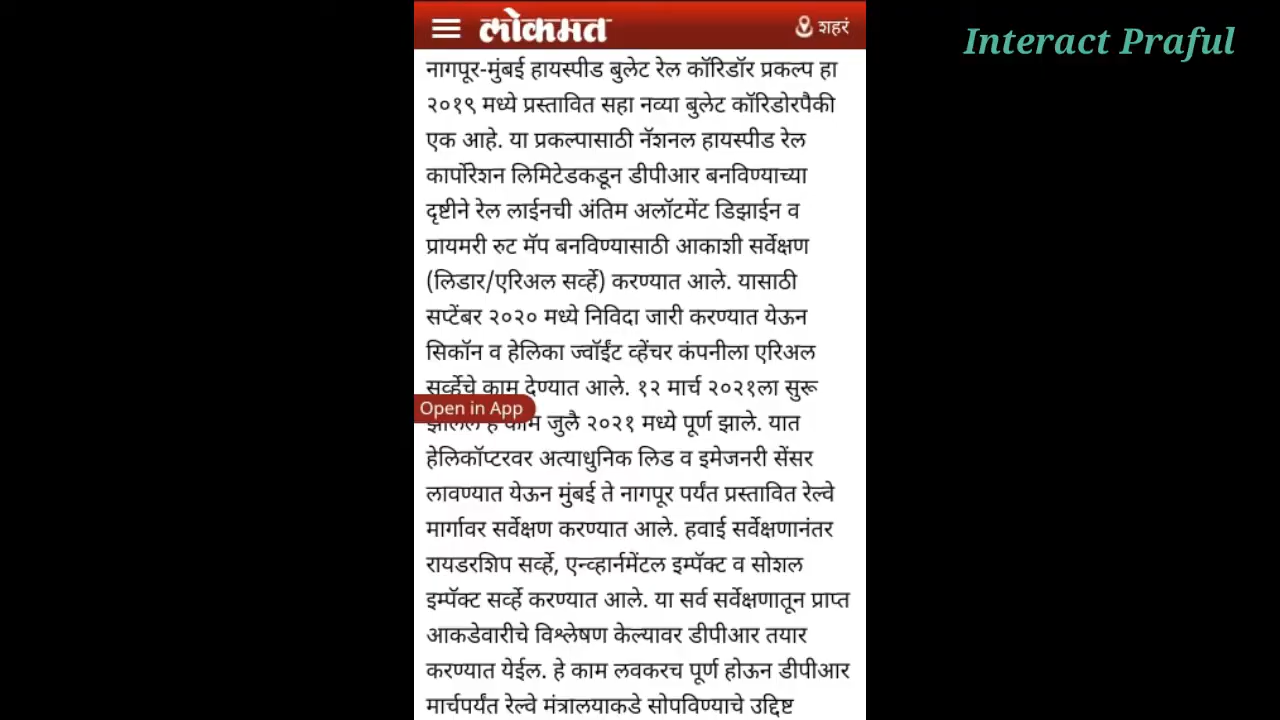 लोकमत
शहरं
Interact Praful
नागपूर-मुंबई हायस्पीड बुलेट रेल कॉरिडॉर प्रकल्प हा
२०१९ मध्ये प्रस्तावित सहा नव्या बुलेट कॉरिडोरपैकी
एक आहे. या प्रकल्पासाठी नॅशनल हायस्पीड रेल
कार्पोरेशन लिमिटेडकडून डीपीआर बनविण्याच्या
दृष्टीने रेल लाईनची अंतिम अलॉटमेंट डिझाईन व
प्रायमरी रुट मॅप बनविण्यासाठी आकाशी सर्वेक्षण
(लिडार/एरिअल सर्व्हे) करण्यात आले. यासाठी
सप्टेंबर २०२० मध्ये निविदा जारी करण्यात येऊन
सिकॉन व हेलिका ज्वॉईंट व्हेंचर कंपनीला एरिअल
सर्व्हेचे काम देण्यात आले. १२ मार्च २०२१ला सुरू
Open in App
काम जुलै २०२१ मध्ये पूर्ण झाले. यात
हेलिकॉप्टरवर अत्याधुनिक लिड व इमेजनरी सेंसर
लावण्यात येऊन मुंबई ते नागपूर पर्यंत प्रस्तावित रेल्वे
मार्गावर सर्वेक्षण करण्यात आले. हवाई सर्वेक्षणानंतर
रायडरशिप सर्व्हे, एन्व्हार्नमेंटल इम्पॅक्ट व सोशल
इम्पॅक्ट सर्व्हे करण्यात आले. या सर्व सर्वेक्षणातून प्राप्त
आकडेवारीचे विश्लेषण केल्यावर डीपीआर तयार
करण्यात येईल. हे काम लवकरच पूर्ण होऊन डीपीआर
मार्चपर्यंत रेल्वे मंत्रालयाकडे सोपविण्याचे उद्दिष्ट